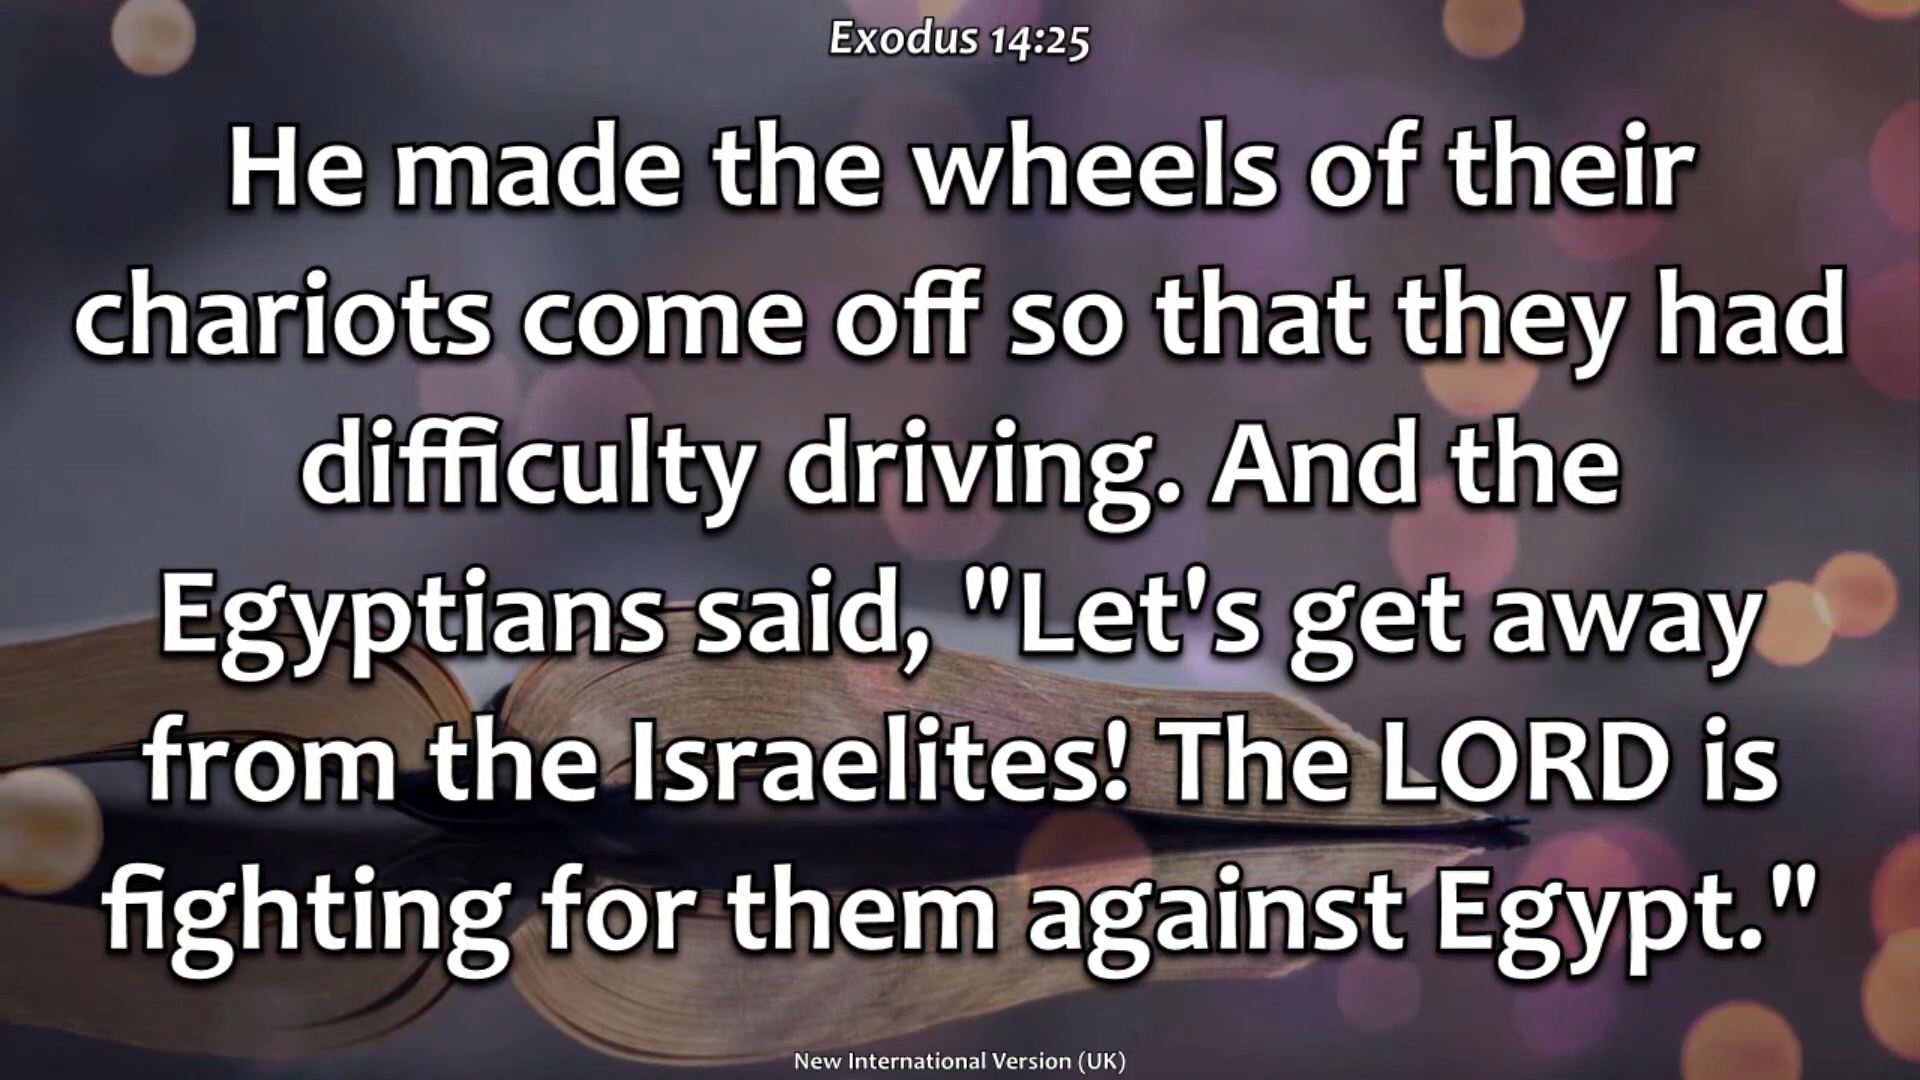 Exodus 14:25
He made the wheels of their
chariots come off so that they had
difficulty driving. And the
Egyptians said, "Let's get away
from the Israelites! The LORD is
fighting for them against Egypt."
New International Version (UK)